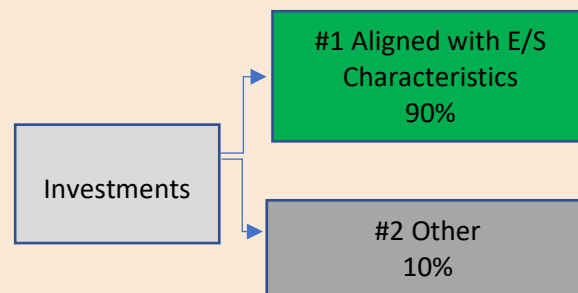 #1 Aligned with E/S
Characteristics
90%
Investments
#2 Other
10%